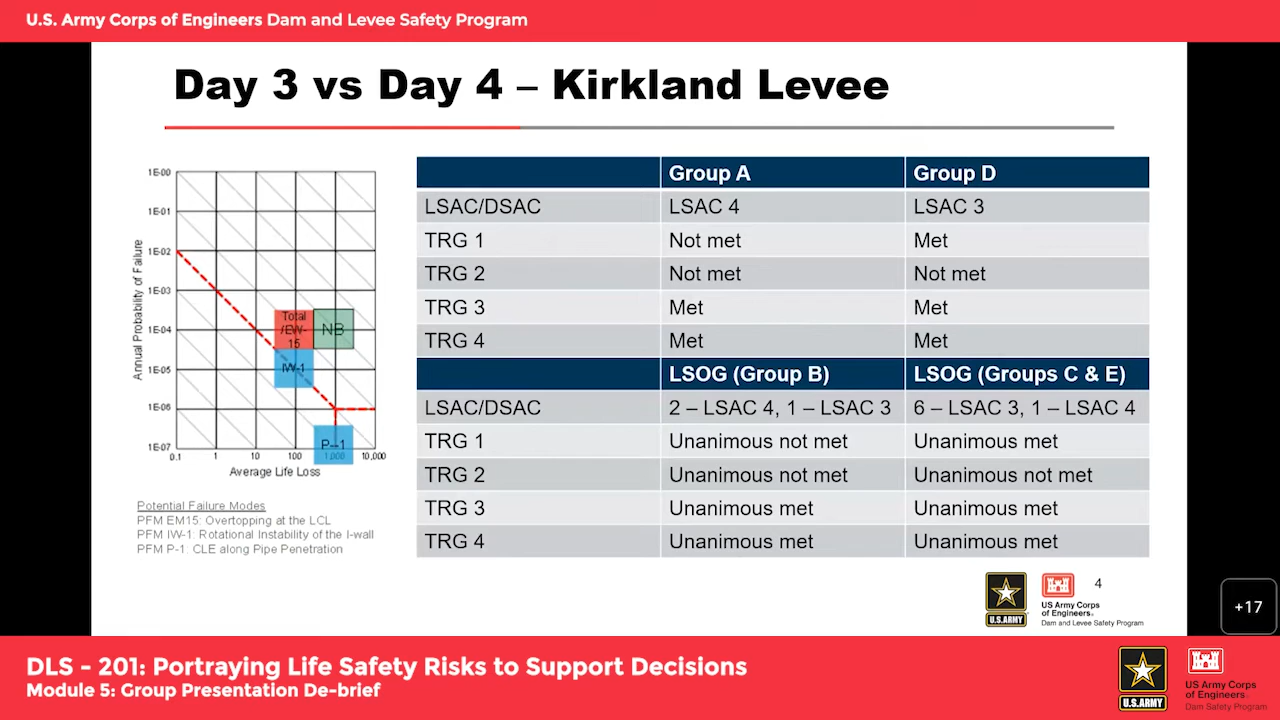 U.S. Army Corps of Engineers Dam and Levee Safety Program
Day 3 vs Day 4 – Kirkland Levee
Annual Probability of Failure
1E-00
1E-01
1E-02
1E-03
1E-04
1E-05
1E-06
1E-07
Total
/EW-
15
NB
IW-1
P-1
0.1 1 10 100 1,000 10,000
Average Life Loss
Potential Failure Modes
PFM EM15: Overtopping at the LCL
PFM IW-1: Rotational Instability of the I-wall
PFM P-1: CLE along Pipe Penetration
Group A Group D
LSAC/DSAC LSAC 4 LSAC 3
TRG 1 Not met Met
TRG 2 Not met Not met
TRG 3 Met Met
TRG 4 Met Met
LSOG (Group B) LSOG (Groups C & E)
LSAC/DSAC 2 – LSAC 4, 1 – LSAC 3 6 – LSAC 3, 1 – LSAC 4
TRG 1 Unanimous not met Unanimous met
TRG 2 Unanimous not met Unanimous not met
TRG 3 Unanimous met Unanimous met
TRG 4 Unanimous met Unanimous met
U.S.ARMY
US Army Corps
of Engineers®
Dam and Levee Safety Program
4
+17
DLS - 201: Portraying Life Safety Risks to Support Decisions
Module 5: Group Presentation De-brief
U.S.ARMY
US Army Corps
of Engineers®
Dam Safety Program